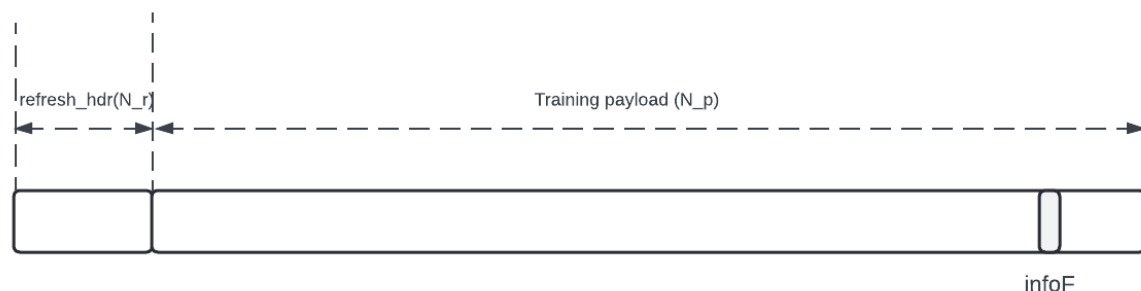 refresh_hdr(N_r)
Training payload (N_p)
infoF